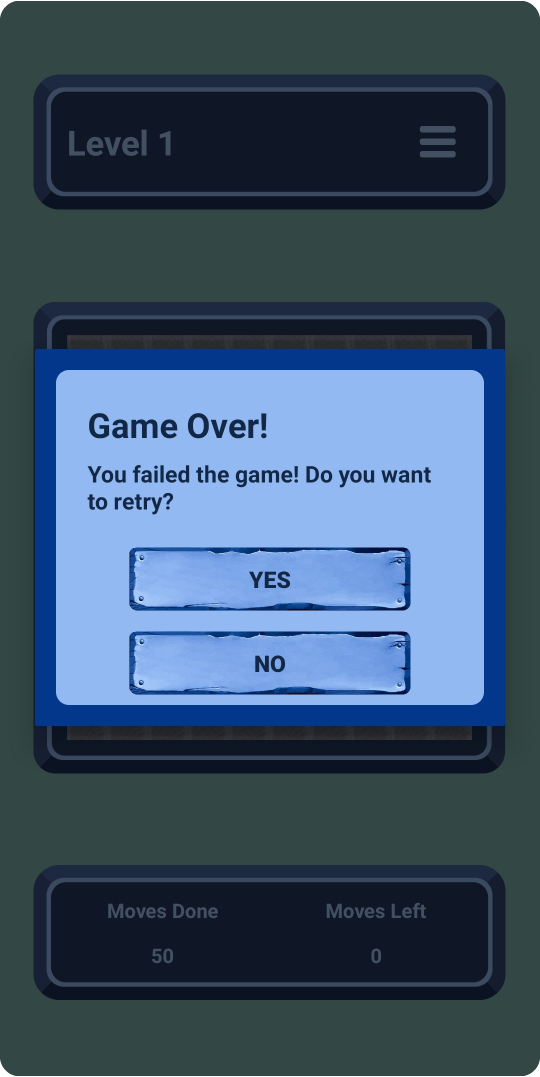 Level 1
Game Over!
You failed the game! Do you want
to retry?
YES
NO
Moves Done
Moves Left
50
0